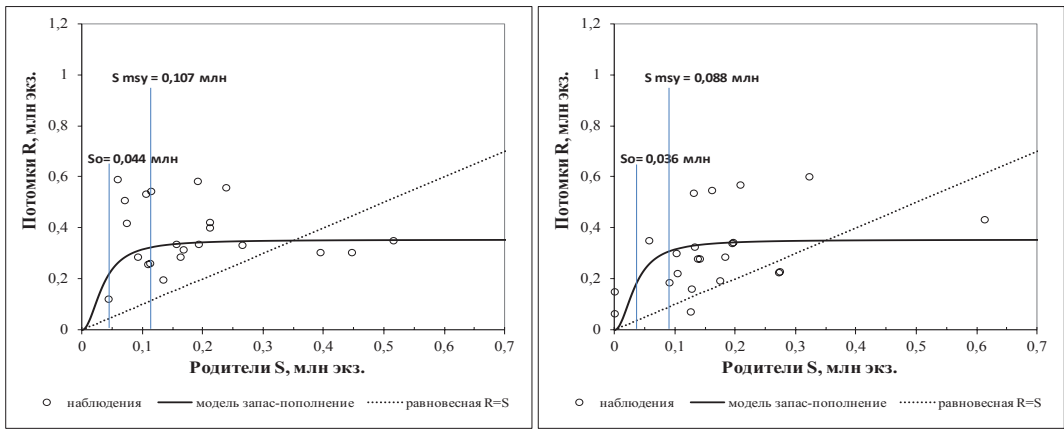 1,2
1
0,8
0,6
0,4
0,2
0
Потомки R, млн экз.
S msy = 0,107 млн
So= 0,044 млн
0 0,1 0,2 0,3 0,4 0,5 0,6 0,7
Родители S, млн экз.
наблюдения модель запас-пополнение равновесная R=S
1,2
1
0,8
0,6
0,4
0,2
0
Потомки R, млн экз.
S msy = 0,088 млн
So= 0,036 млн
0 0,1 0,2 0,3 0,4 0,5 0,6 0,7
Родители S, млн экз.
наблюдения модель запас-пополнение равновесная R=S